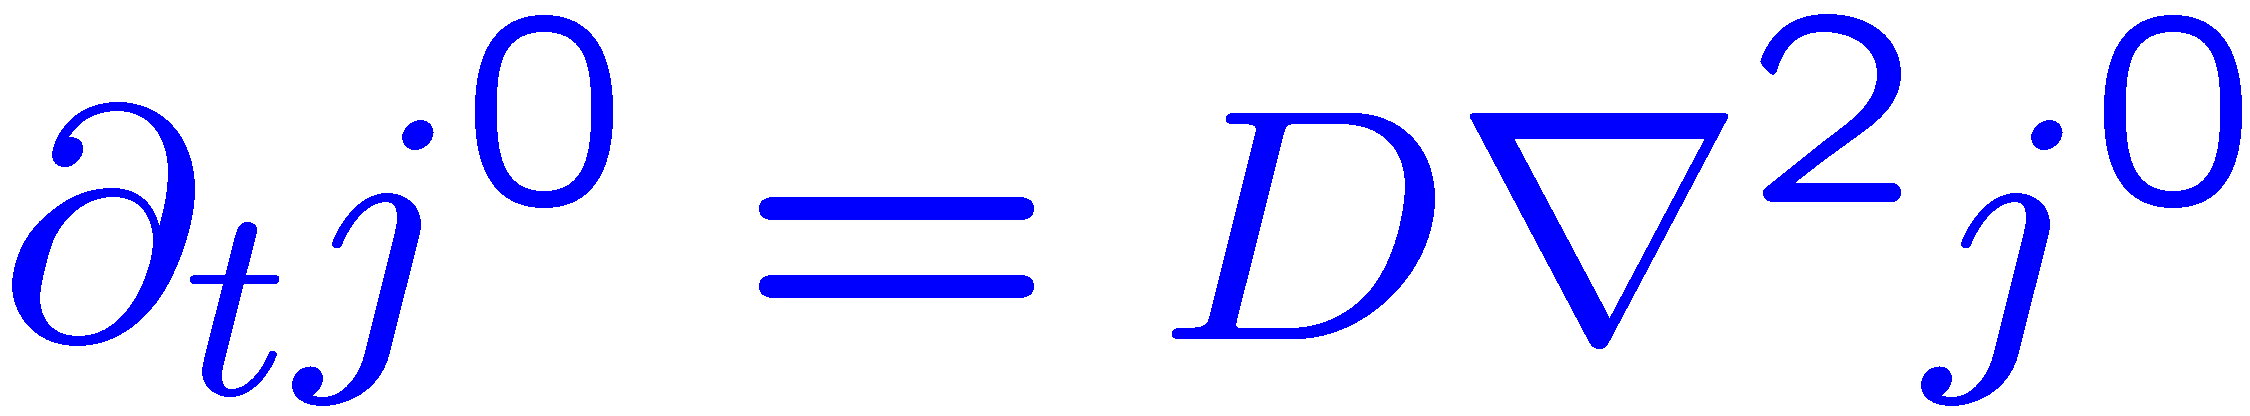 ∂ₜj⁰ = D∇²j⁰